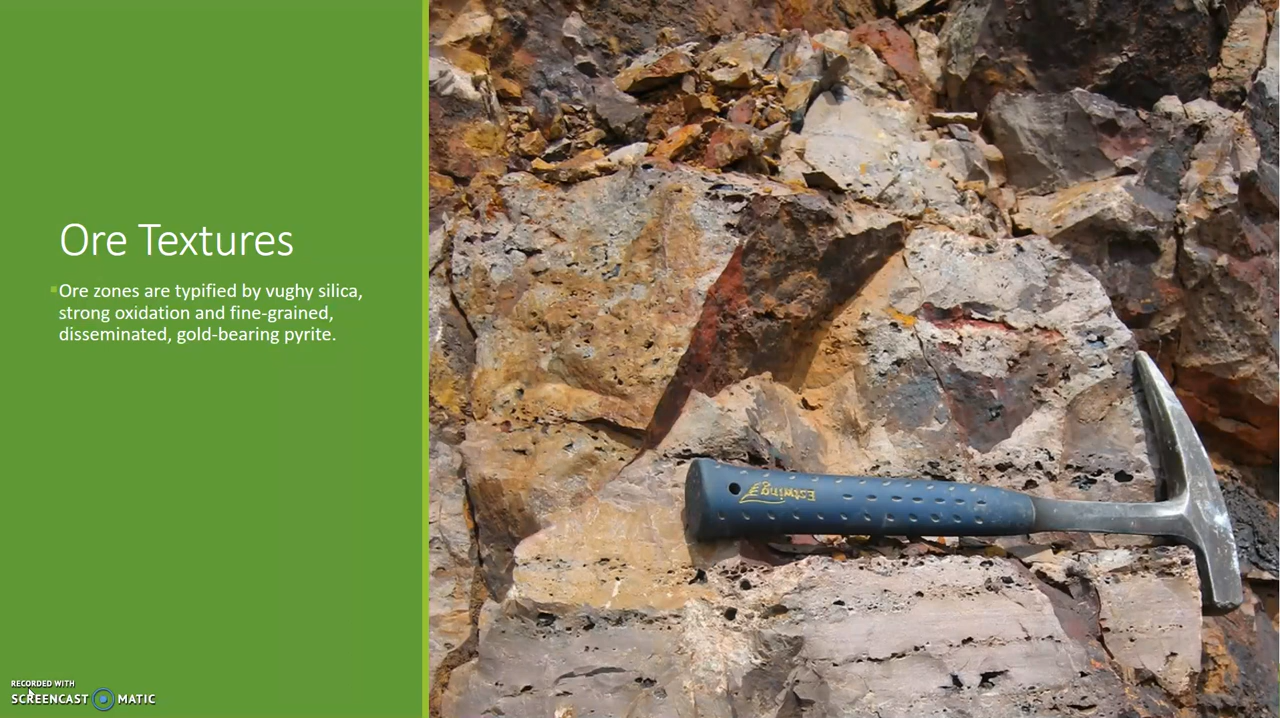 Ore Textures
Ore zones are typified by vughy silica,
strong oxidation and fine-grained,
disseminated, gold-bearing pyrite.
Estwing
RECORDED WITH
SCREENCAST MATIC